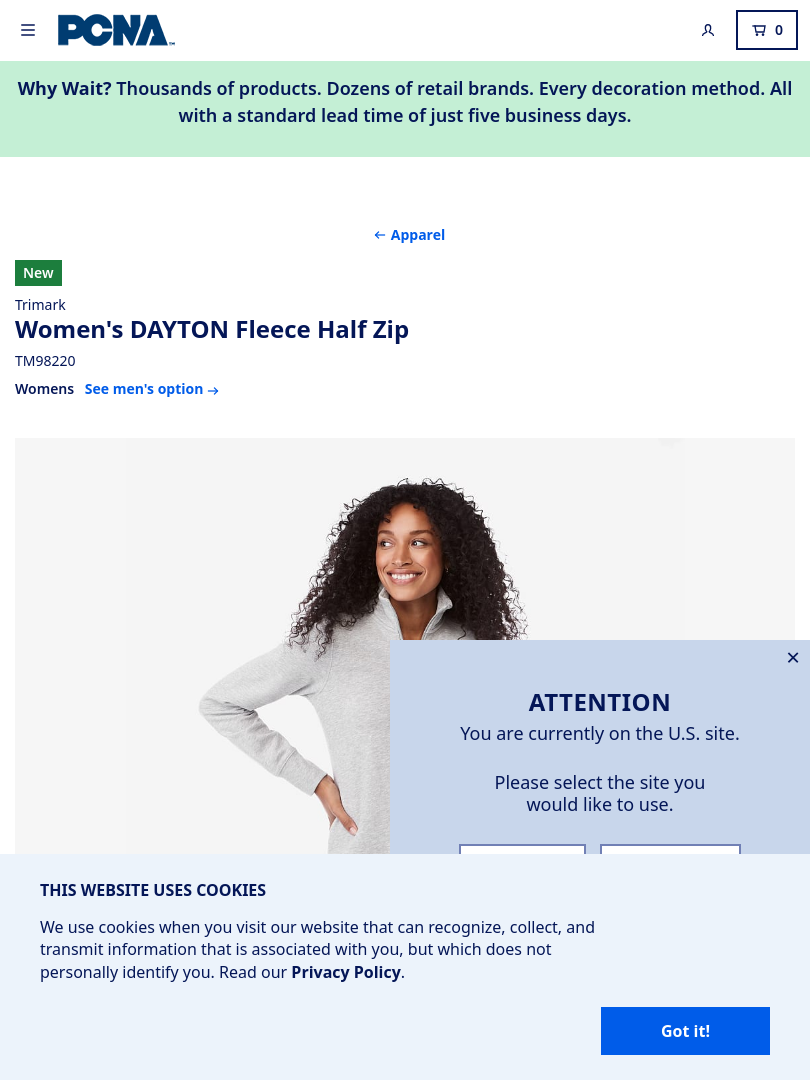 PCNA
0
Why Wait? Thousands of products. Dozens of retail brands. Every decoration method. All
with a standard lead time of just five business days.
← Apparel
New
Trimark
Women's DAYTON Fleece Half Zip
TM98220
Womens See men's option →
ATTENTION
You are currently on the U.S. site.
Please select the site you
would like to use.
THIS WEBSITE USES COOKIES
We use cookies when you visit our website that can recognize, collect, and
transmit information that is associated with you, but which does not
personally identify you. Read our Privacy Policy.
Got it!